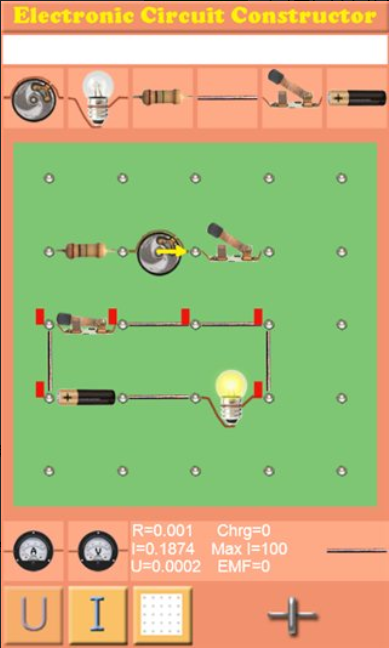 Electronic Circuit Constructor
A V
R=0.001 Chrg=0
I=0.1874 Max I=100
U=0.0002 EMF=0
U I